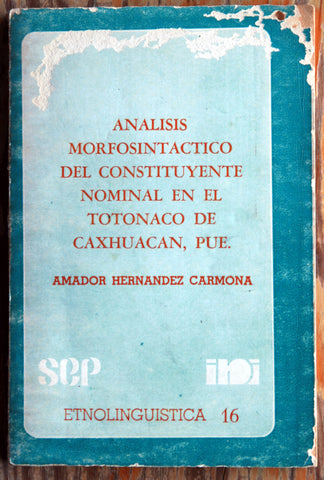 ANALISIS
MORFOSINTACTICO
DEL CONSTITUYENTE
NOMINAL EN EL
TOTONACO DE
CAXHUACAN, PUE.
AMADOR HERNANDEZ CARMONA
SEP ini
ETNOLINGUISTICA 16